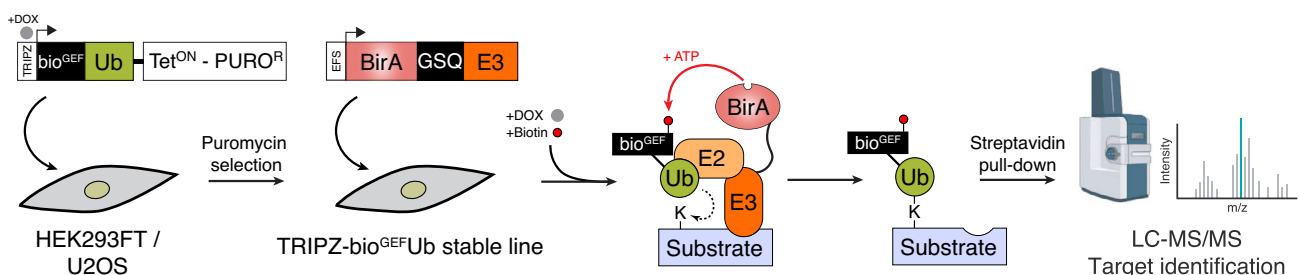 +DOX
TRIPZ
bioGEF
Ub
TetON - PUROR
HEK293FT /
U2OS
Puromycin
selection
EFS
BirA
GSQ
E3
TRIPZ-bioGEFUb stable line
+DOX
+Biotin
+ ATP
BirA
bioGEF
E2
Ub
E3
K
Substrate
bioGEF
Ub
K
Substrate
Streptavidin
pull-down
Intensity
m/z
LC-MS/MS
Target identification